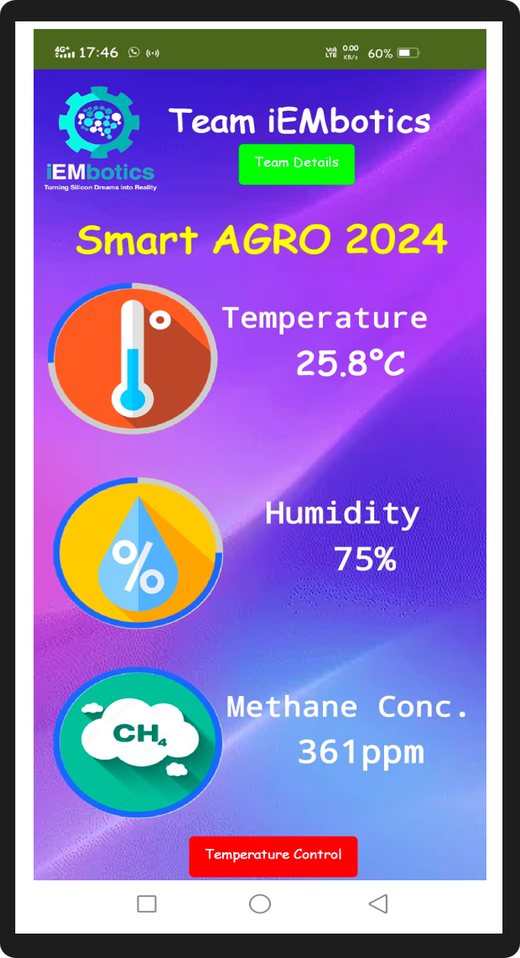 4G+ 17:46 VoI LTE 0.00 KB/s 60%
iEMbotics
Turning Silicon Dreams into Reality
Team iEMbotics
Team Details
Smart AGRO 2024
Temperature
25.8°C
%
Humidity
75%
CH4
Methane Conc.
361ppm
Temperature Control